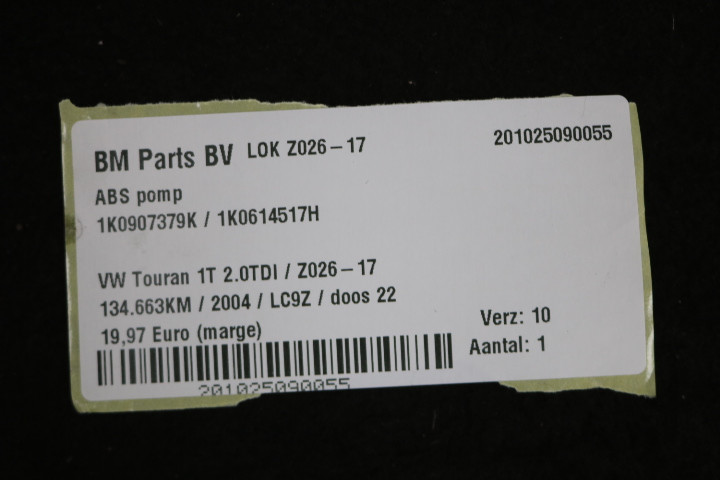 BM Parts BV LOK Z026-17 201025090055
ABS pomp
1K0907379K / 1K0614517H
VW Touran 1T 2.0TDI / Z026-17
134.663KM / 2004 / LC9Z / doos 22
19,97 Euro (marge)
Verz: 10
Aantal: 1
201025090055